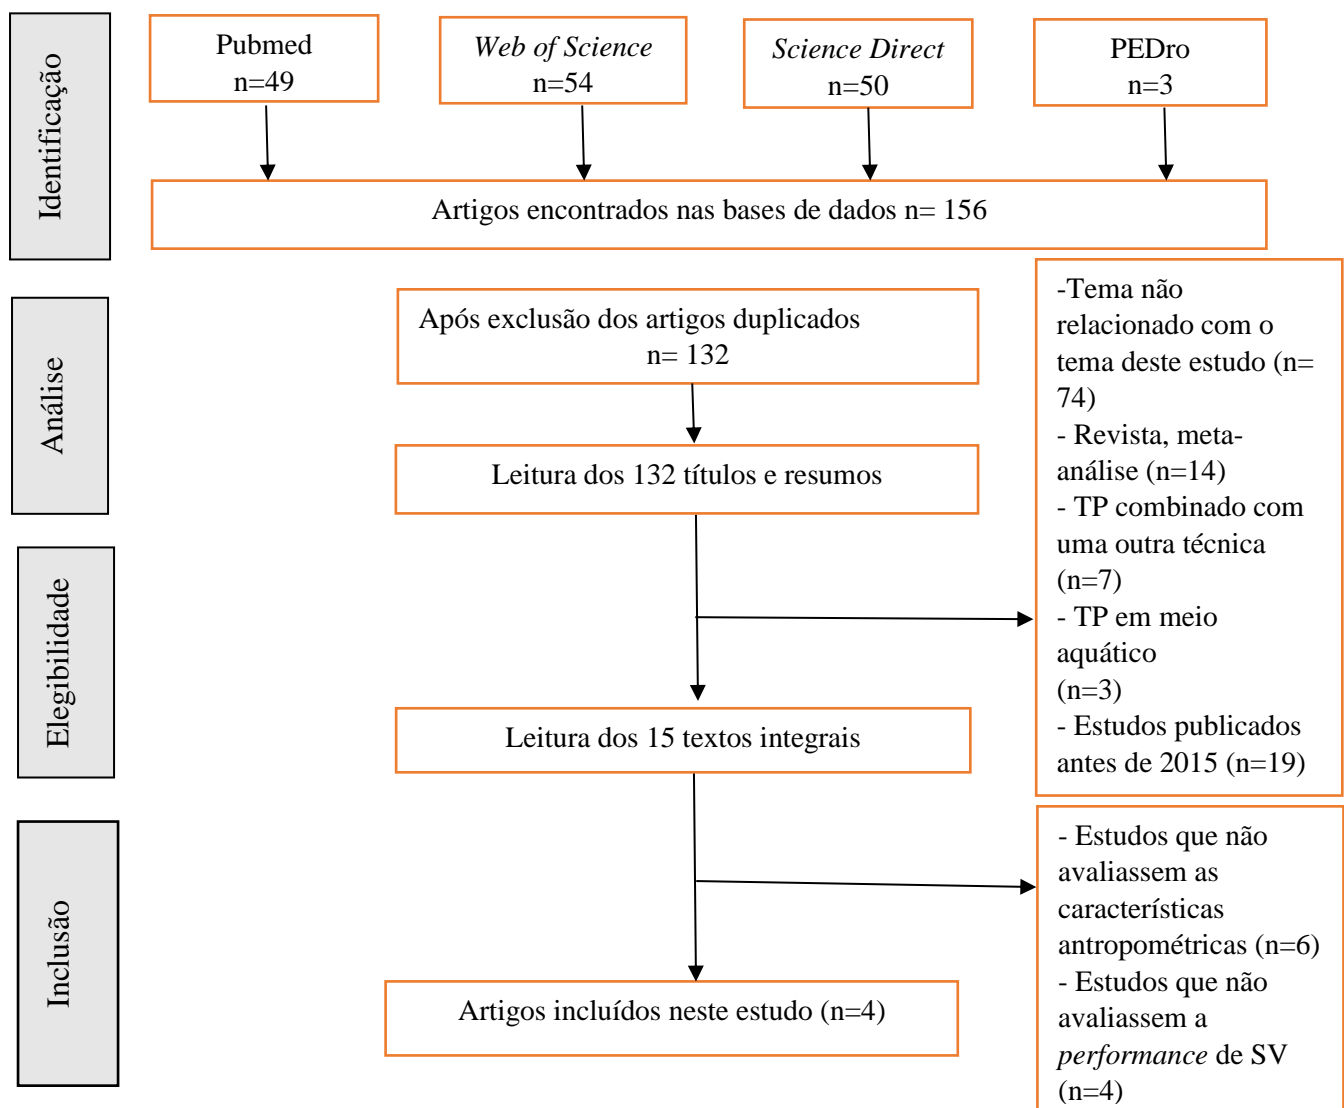 Identificação
Pubmed
n=49
Web of Science
n=54
Science Direct
n=50
PEDro
n=3
Artigos encontrados nas bases de dados n= 156
Análise
Após exclusão dos artigos duplicados
n= 132
Leitura dos 132 títulos e resumos
-Tema não
relacionado com o
tema deste estudo (n=
74)
- Revista, meta-
análise (n=14)
- TP combinado com
uma outra técnica
(n=7)
- TP em meio
aquático
(n=3)
- Estudos publicados
antes de 2015 (n=19)
Elegibilidade
Leitura dos 15 textos integrais
Inclusão
- Estudos que não
avaliassem as
características
antropométricas (n=6)
- Estudos que não
avaliassem a
performance de SV
(n=4)
Artigos incluídos neste estudo (n=4)